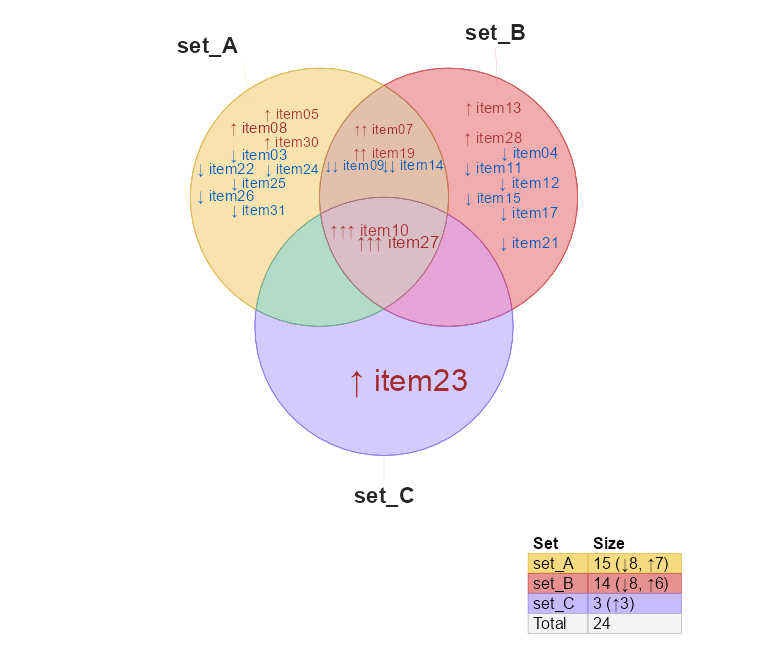 set_A
set_B
↑ item05
↑ item08
↑ item30
↓ item03
↓ item22
↓ item24
↓ item25
↓ item26
↓ item31
↑↑ item07
↑↑ item19
↓↓ item09
↓↓ item14
↑ item13
↑ item28
↓ item04
↓ item11
↓ item12
↓ item15
↓ item17
↓ item21
↑↑↑ item10
↑↑↑ item27
↑ item23
set_C
Set Size
set_A 15 (↓8, ↑7)
set_B 14 (↓8, ↑6)
set_C 3 (↑3)
Total 24